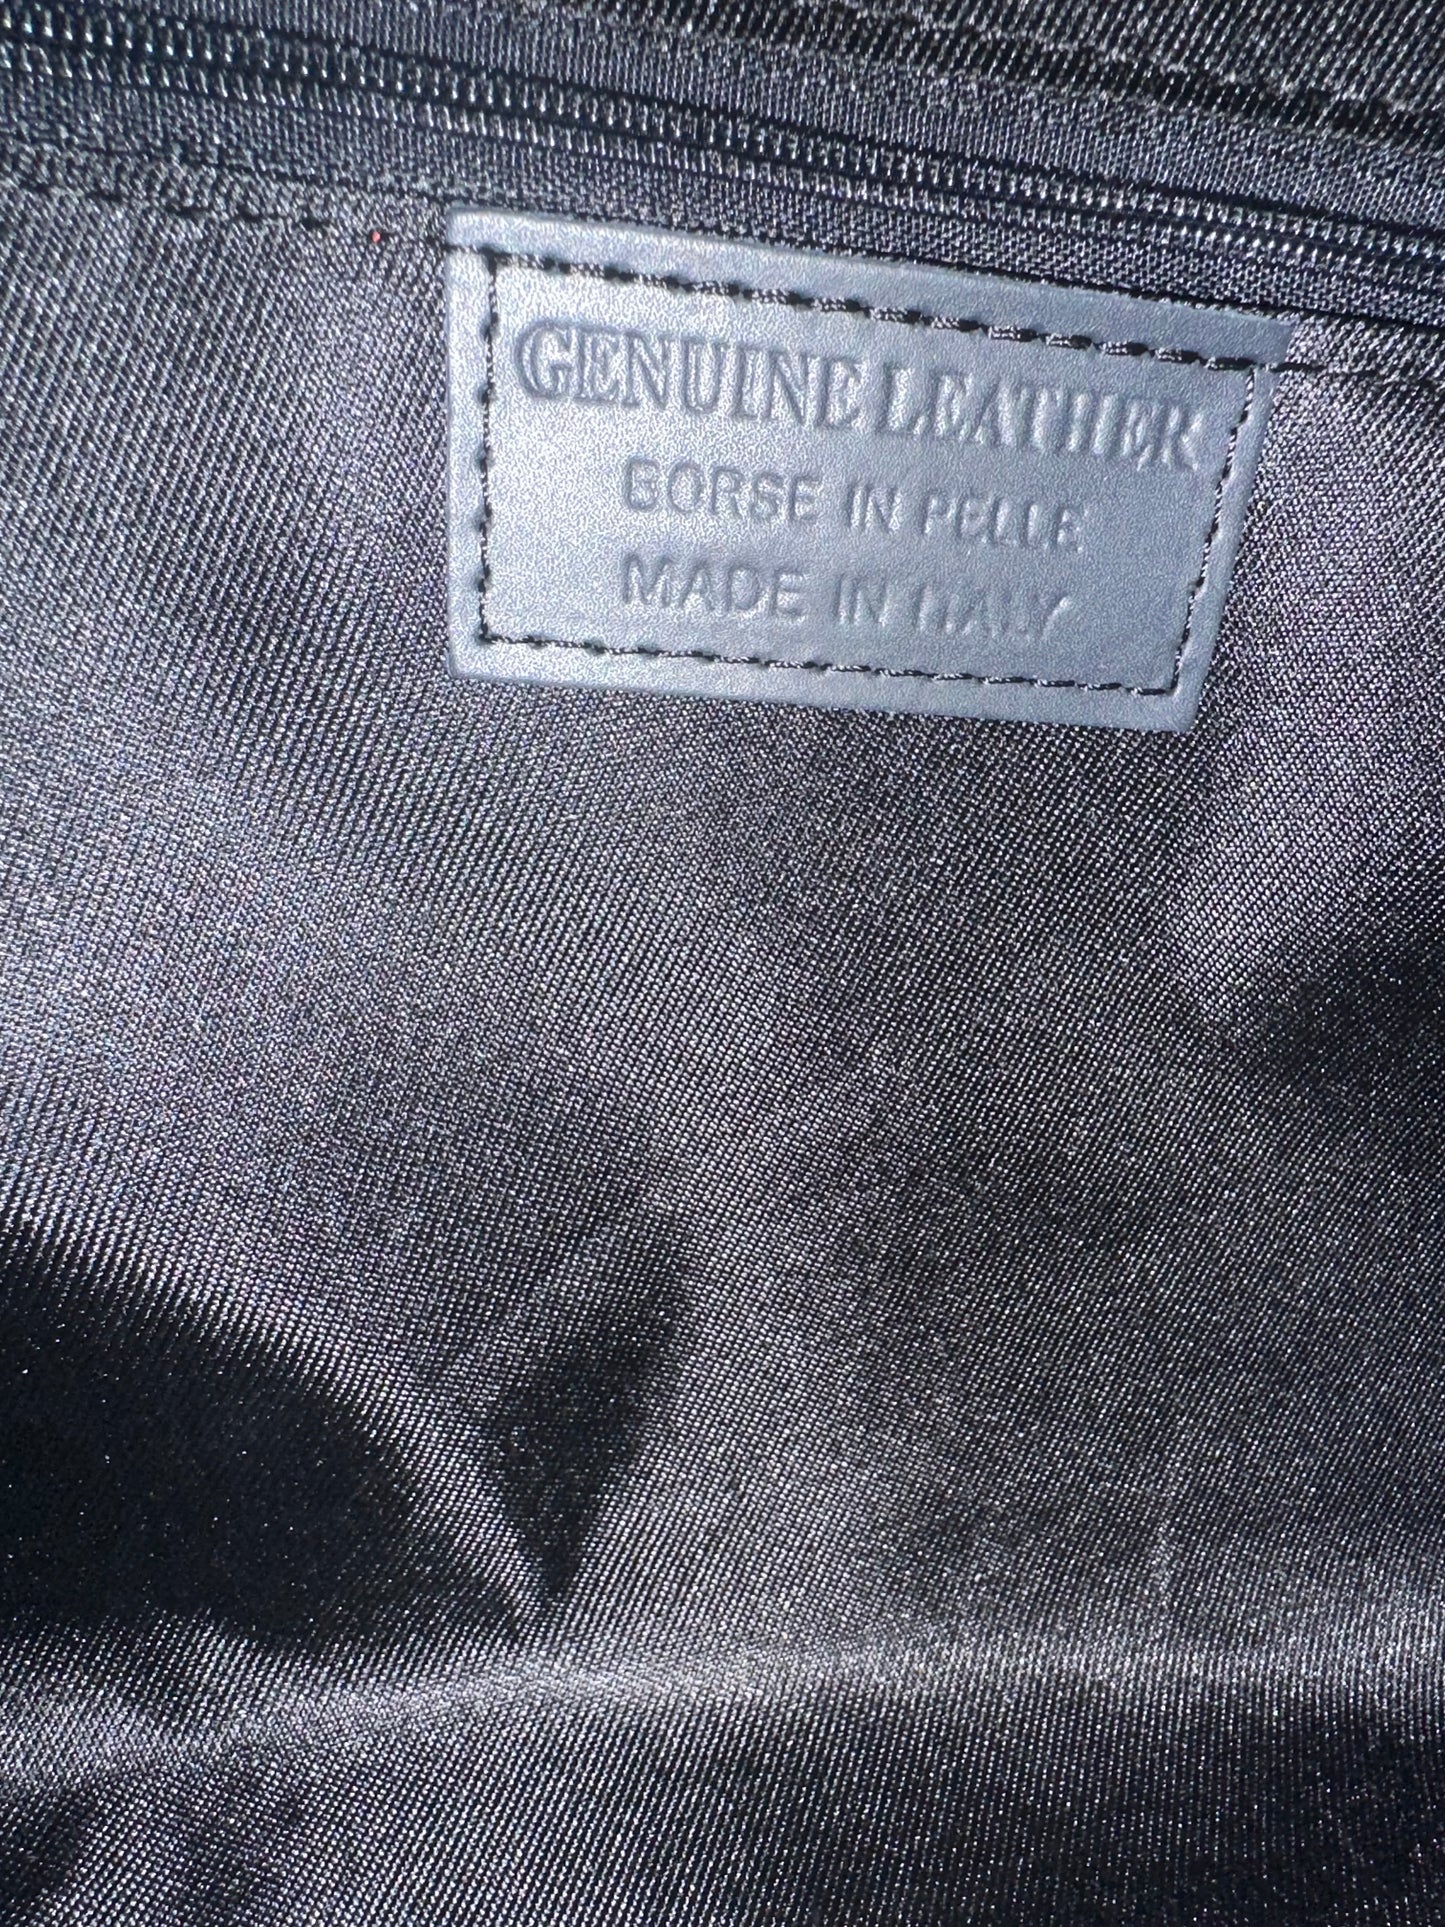 GENUINE LEATHER
BORSE IN PELLE
MADE IN ITALY